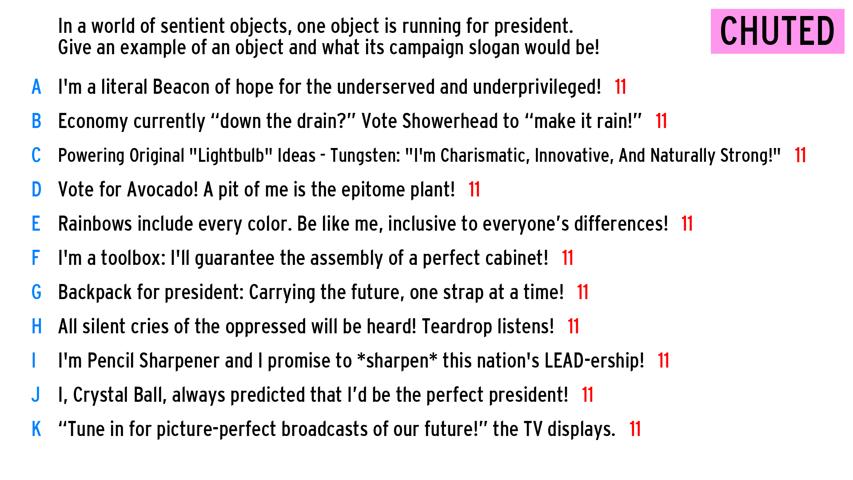 In a world of sentient objects, one object is running for president.
Give an example of an object and what its campaign slogan would be!
CHUTED
A I'm a literal Beacon of hope for the underserved and underprivileged! 11
B Economy currently “down the drain?” Vote Showerhead to “make it rain!” 11
C Powering Original "Lightbulb" Ideas - Tungsten: "I'm Charismatic, Innovative, And Naturally Strong!" 11
D Vote for Avocado! A pit of me is the epitome plant! 11
E Rainbows include every color. Be like me, inclusive to everyone’s differences! 11
F I'm a toolbox: I'll guarantee the assembly of a perfect cabinet! 11
G Backpack for president: Carrying the future, one strap at a time! 11
H All silent cries of the oppressed will be heard! Teardrop listens! 11
I I'm Pencil Sharpener and I promise to *sharpen* this nation's LEAD-ership! 11
J I, Crystal Ball, always predicted that I’d be the perfect president! 11
K “Tune in for picture-perfect broadcasts of our future!” the TV displays. 11